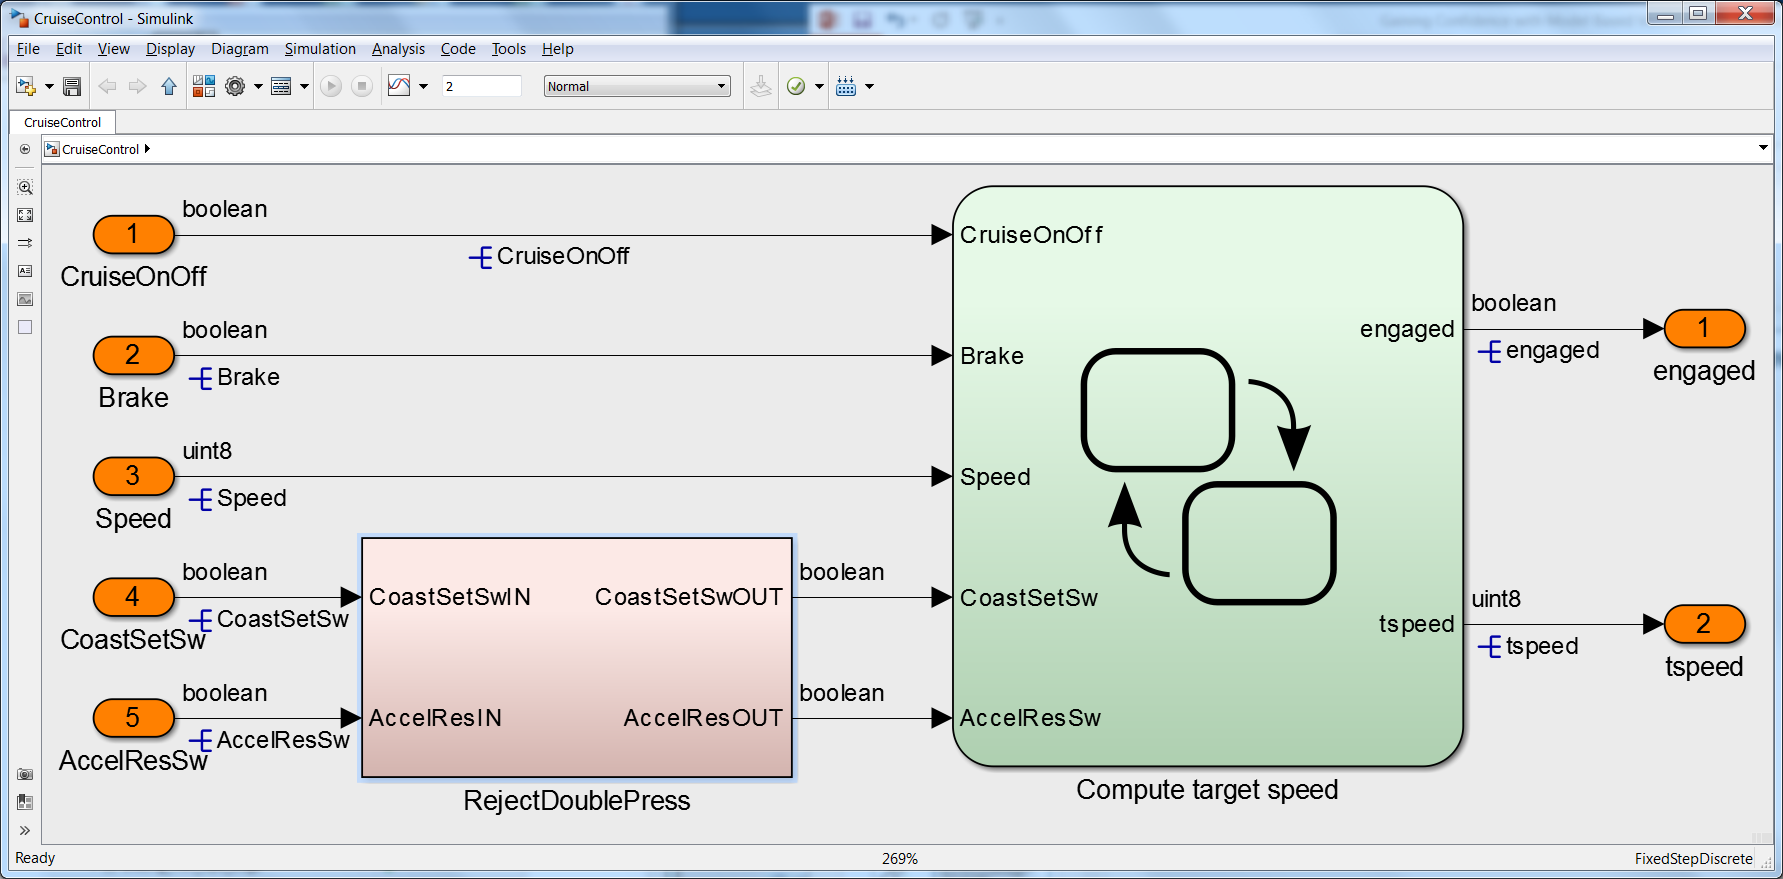 CruiseControl - Simulink
File Edit View Display Diagram Simulation Analysis Code Tools Help
2 Normal
CruiseControl
CruiseControl
boolean
1
CruiseOnOff
CruiseOnOff
CruiseOnOff
boolean
2
Brake
Brake
Brake
uint8
3
Speed
Speed
Speed
boolean
4
CoastSetSw
CoastSetSw
CoastSetSwIN
CoastSetSwOUT
boolean
CoastSetSw
boolean
5
AccelResSw
AccelResSw
AccelResIN
AccelResOUT
boolean
AccelResSw
RejectDoublePress
Compute target speed
engaged
boolean
engaged
1
engaged
tspeed
uint8
tspeed
2
tspeed
Ready
269%
FixedStepDiscrete